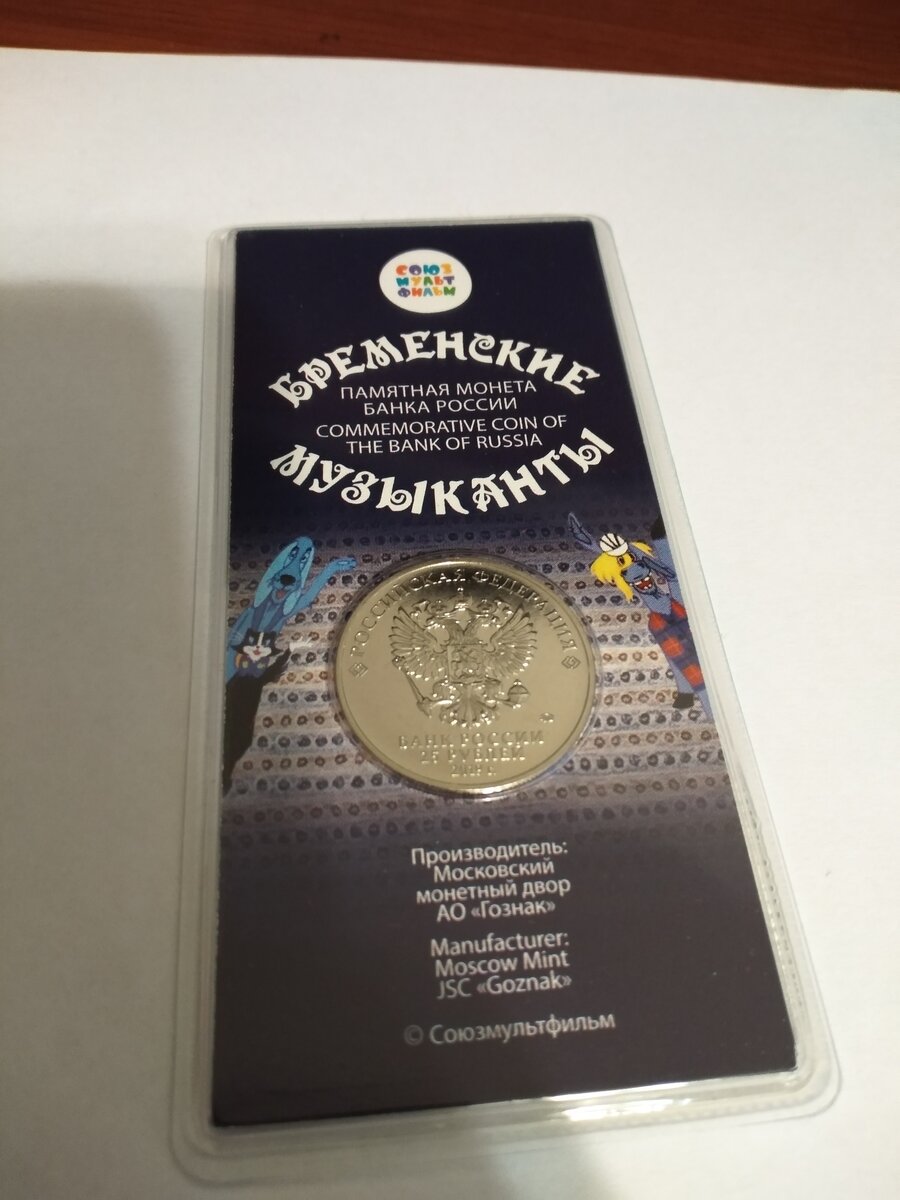 СОЮЗ
МУЛЬТ
ФИЛЬМ
БРЕМЕНСКИЕ
ПАМЯТНАЯ МОНЕТА
БАНКА РОССИИ
COMMEMORATIVE COIN OF
THE BANK OF RUSSIA
МУЗЫКАНТЫ
РОССИЙСКАЯ ФЕДЕРАЦИЯ
БАНК РОССИИ
25 РУБЛЕЙ
2019 г.
Производитель:
Московский
монетный двор
АО «Гознак»
Manufacturer:
Moscow Mint
JSC «Goznak»
© Союзмультфильм